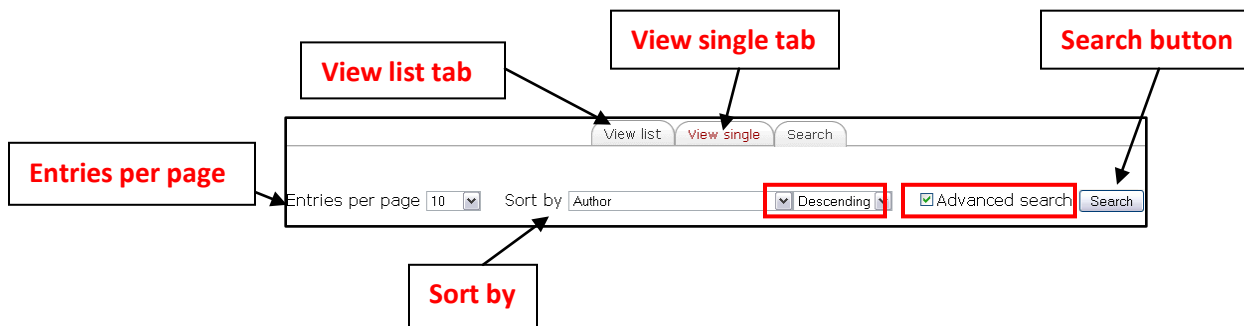 View single tab
Search button
View list tab
View list View single Search
Entries per page
Entries per page 10 Sort by Author Descending Advanced search Search
Sort by